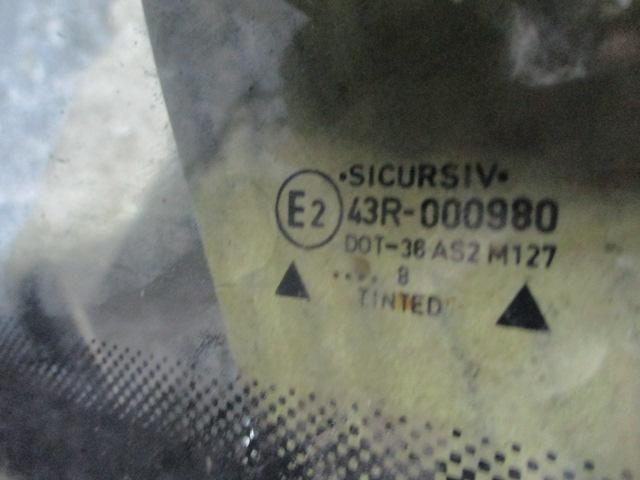 •SICURSIV•
E2 43R-000980
DOT-36 AS2 M127
.... 8
TINTED